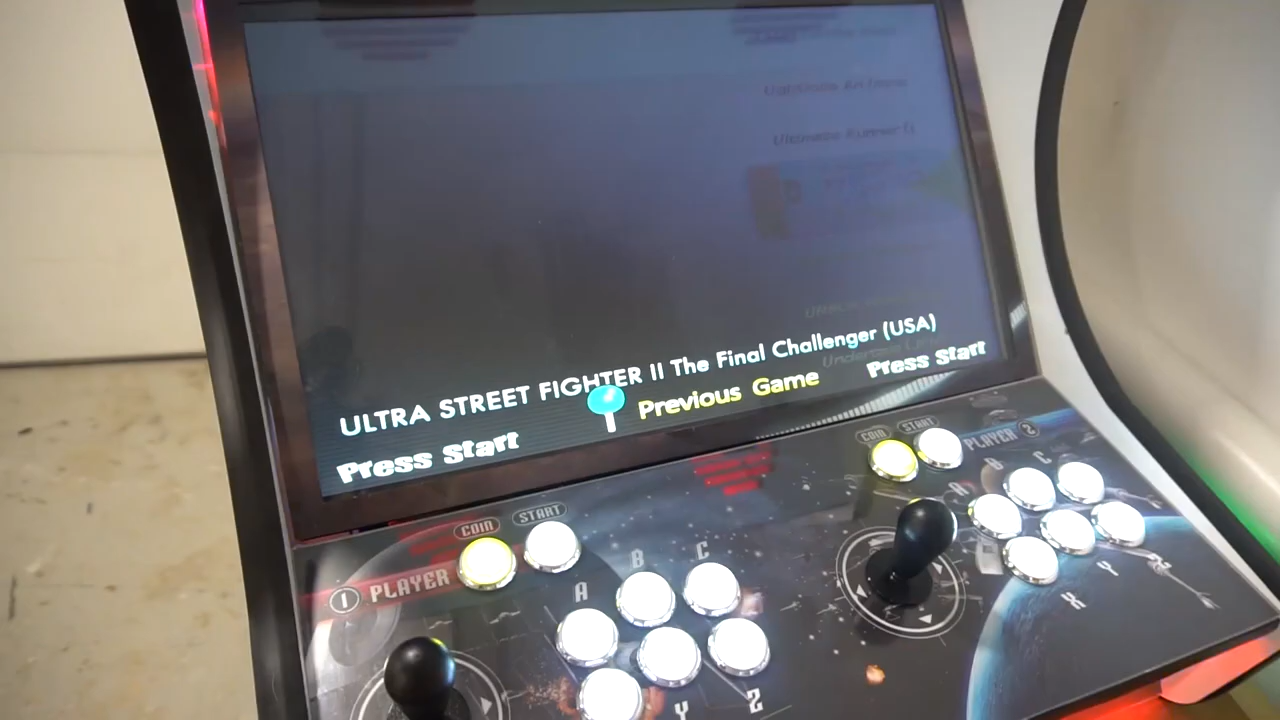 ULTRA STREET FIGHTER II The Final Challenger (USA)
Press Start
Previous Game
Press Start
COIN
START
PLAYER 2
A
B
C
X
Y
Z
COIN
START
1 PLAYER
A
B
C
Y
Z